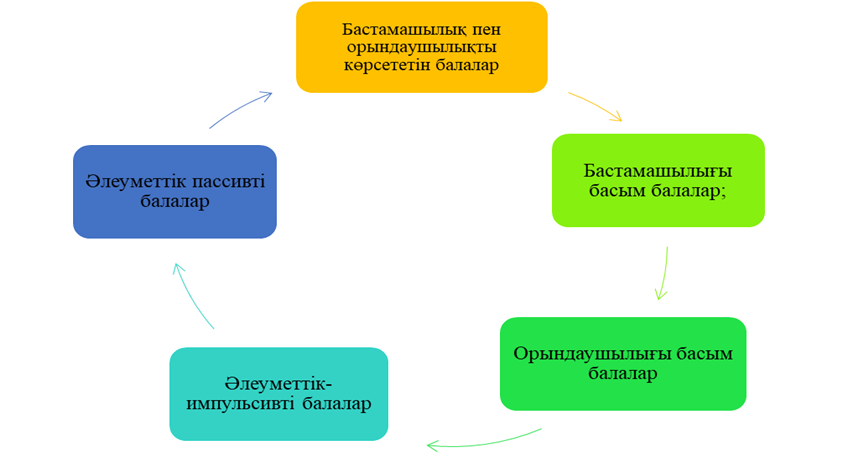 Бастамашылық пен
орындаушылықты
көрсететін балалар
Бастамашылығы
басым балалар;
Орындаушылығы басым
балалар
Әлеуметтік-
импульсивті балалар
Әлеуметтік пассивті
балалар